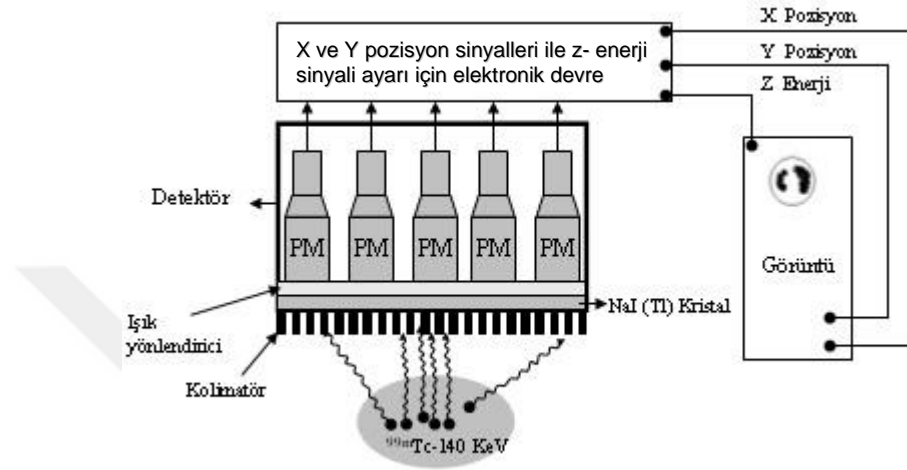 X Pozisyon
X ve Y pozisyon sinyalleri ile z- enerji
sinyali ayarı için elektronik devre
Y Pozisyon
Z Enerji
Detektör
PM PM PM PM PM
Görüntü
NaI (Tl) Kristal
Işık
yönlendirici
Kolimatör
99mTc-140 KeV